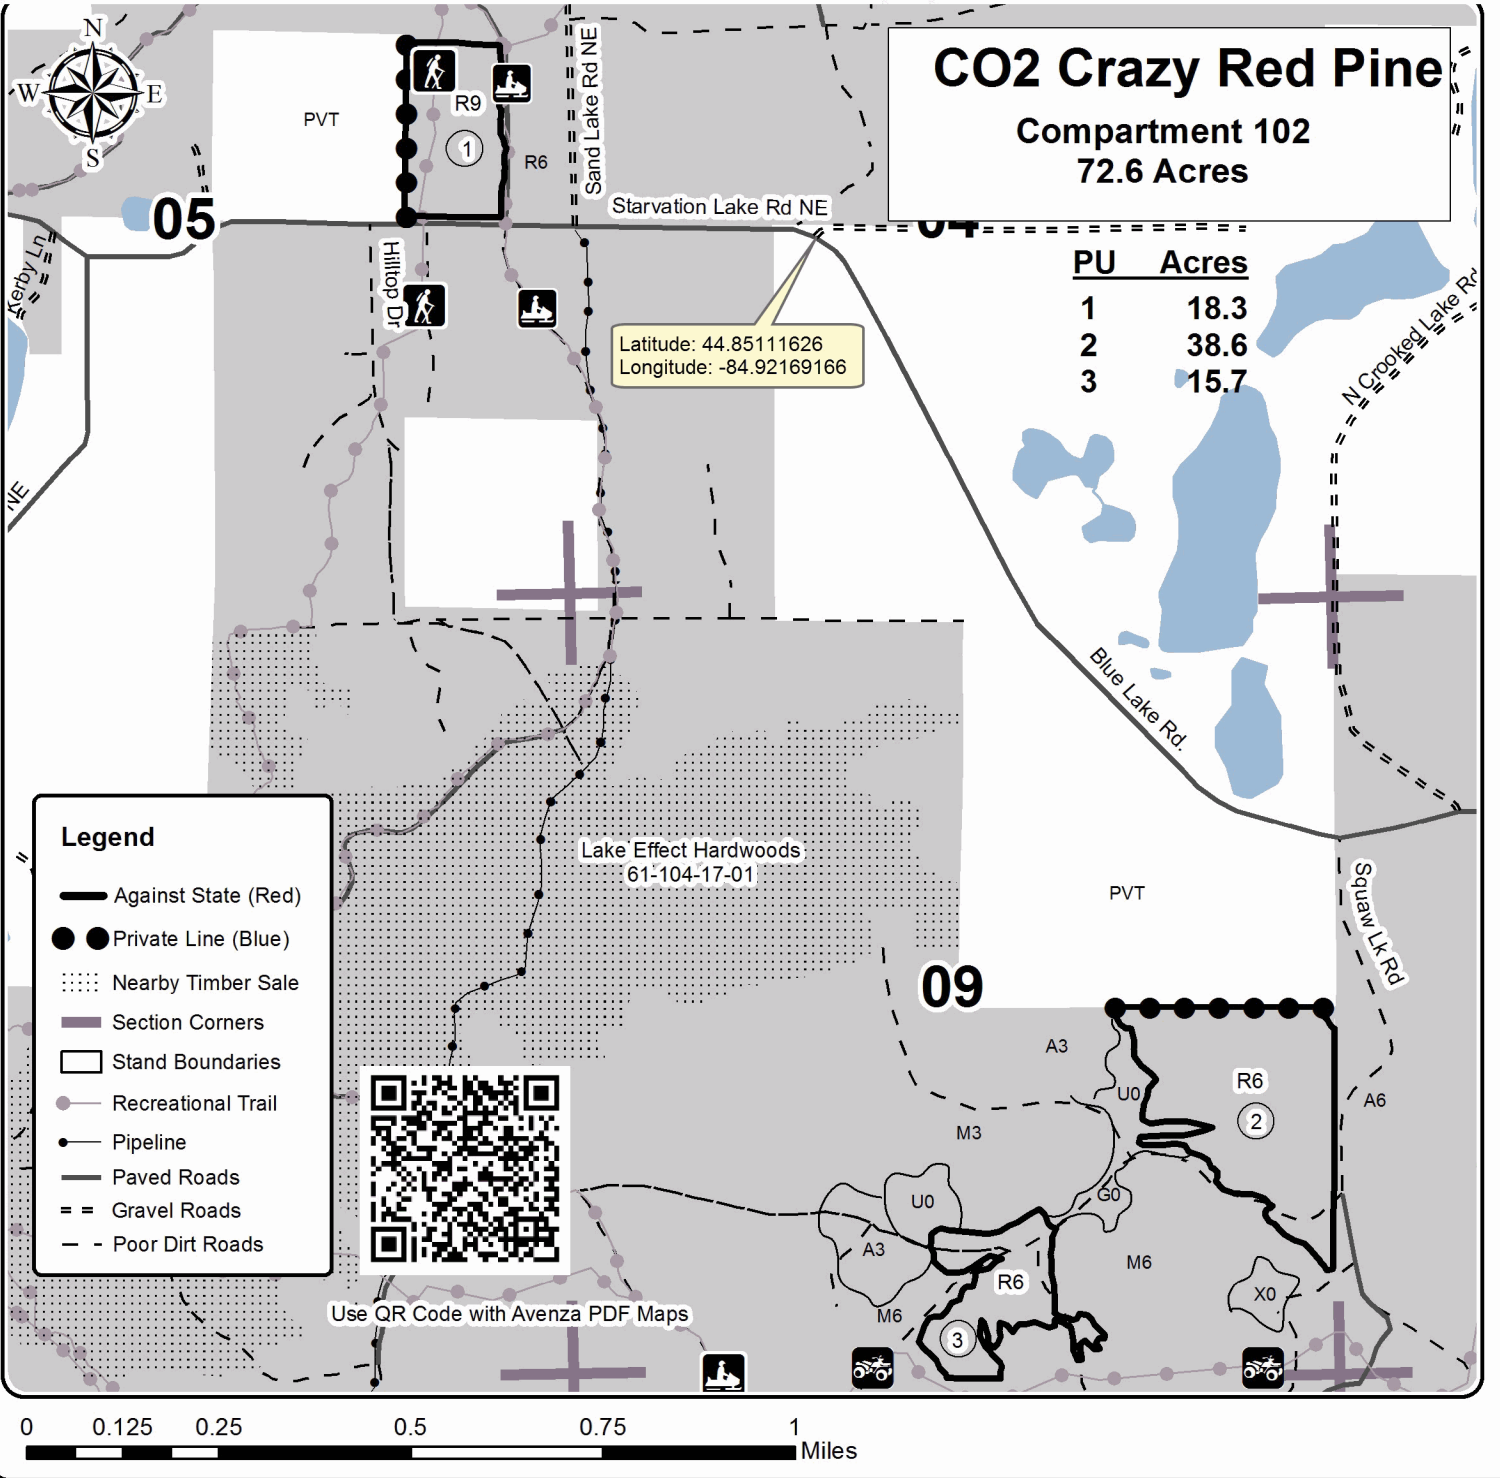 N
W
E
S
CO2 Crazy Red Pine
Compartment 102
72.6 Acres
PVT
R9
1
R6
Sand Lake Rd NE
Starvation Lake Rd NE
05
04
Kerby Ln
Hilltop Dr
PU Acres
1 18.3
2 38.6
3 15.7
Latitude: 44.85111626
Longitude: -84.92169166
N Crooked Lake Rd
NE
Blue Lake Rd.
Lake Effect Hardwoods
61-104-17-01
PVT
Squaw Lk Rd
09
Legend
Against State (Red)
Private Line (Blue)
Nearby Timber Sale
Section Corners
Stand Boundaries
Recreational Trail
Pipeline
Paved Roads
Gravel Roads
Poor Dirt Roads
A3
U0
R6
2
A6
M3
U0
G0
A3
M6
R6
X0
M6
3
Use QR Code with Avenza PDF Maps
0 0.125 0.25 0.5 0.75 1
Miles